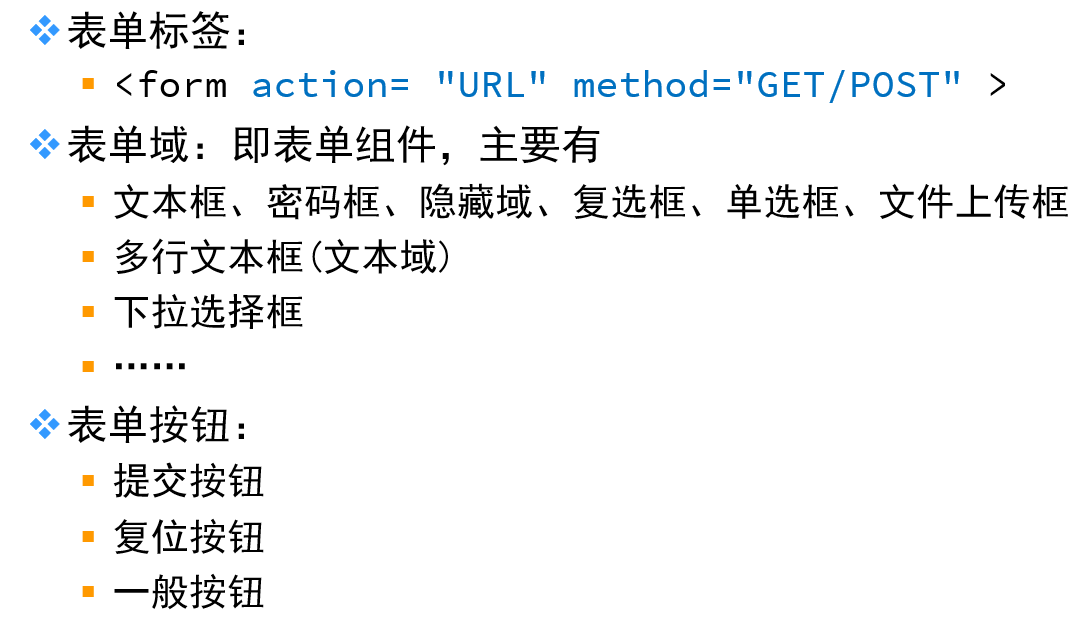 表单标签：
<form action= "URL" method="GET/POST" >
表单域：即表单组件，主要有
文本框、密码框、隐藏域、复选框、单选框、文件上传框
多行文本框(文本域)
下拉选择框
……
表单按钮：
提交按钮
复位按钮
一般按钮